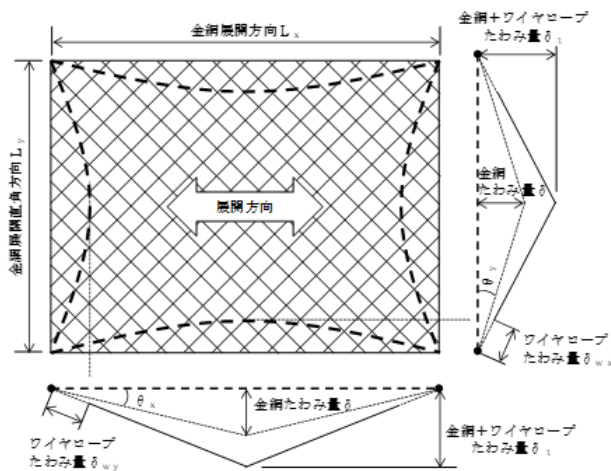 金網展開方向Lx
金網＋ワイヤロープ
たわみ量δt
金網展開直角方向Ly
展開方向
金網
たわみ量δ
θy
ワイヤロープ
たわみ量δwx
θx
金網たわみ量δ
ワイヤロープ
たわみ量δwy
金網＋ワイヤロープ
たわみ量δt